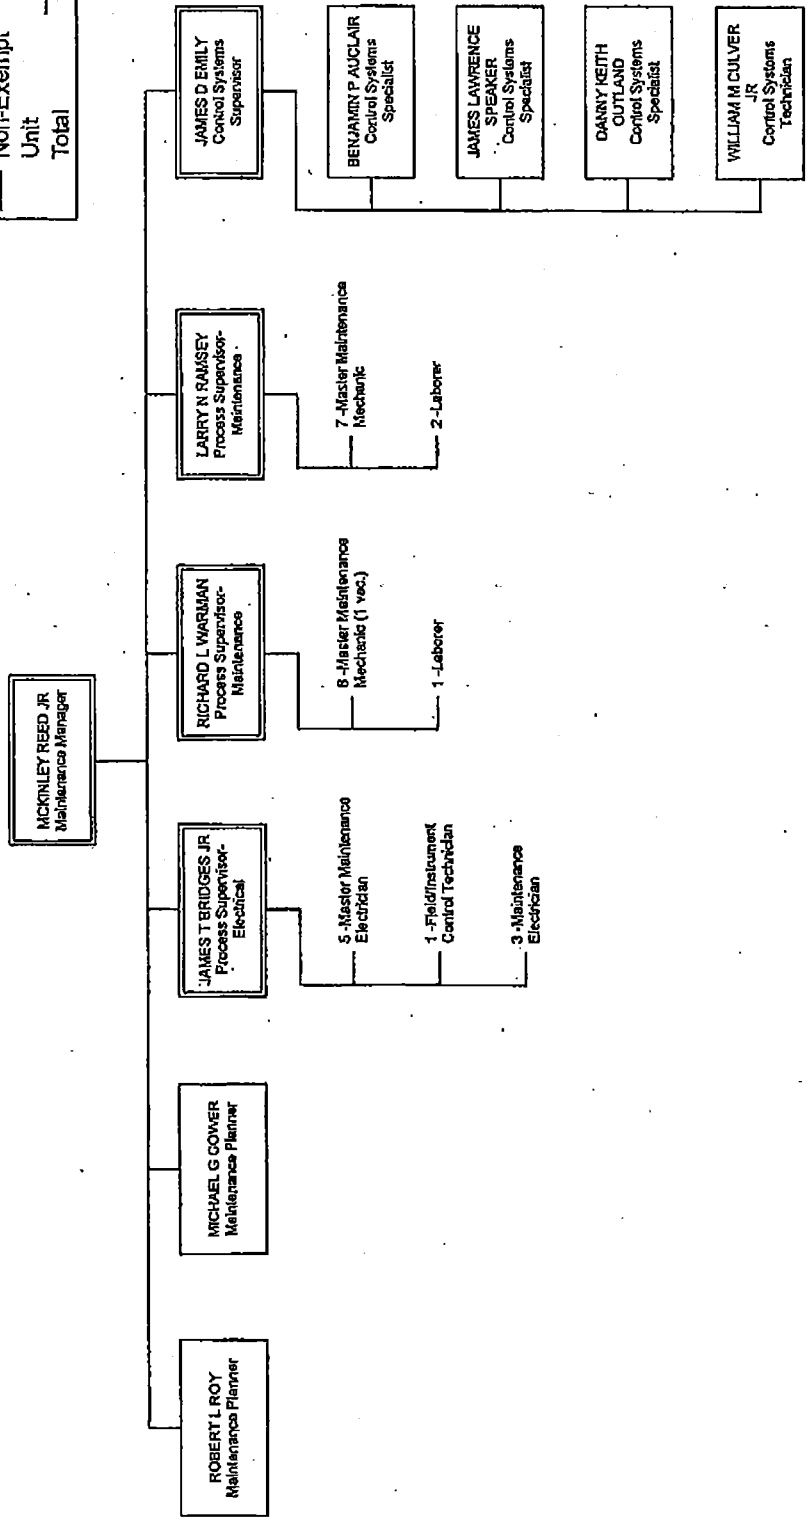 Non-Exempt
Unit
Total
MCKINLEY REED JR
Maintenance Manager
ROBERT L ROY
Maintenance Planner
MICHAEL G GOWER
Maintenance Planner
JAMES T BRIDGES JR
Process Supervisor-
Electrical
5 -Master Maintenance
Electrician
1 -Field/Instrument
Control Technician
3 -Maintenance
Electrician
RICHARD L WARMAN
Process Supervisor-
Maintenance
-Master Maintenance
Mechanic (1 vac.)
1 -Laborer
LARRY N RAMSEY
Process Supervisor-
Maintenance
7 -Master Maintenance
Mechanic
2 -Laborer
JAMES D EMILY
Control Systems
Supervisor
BENJAMIN P AUCLAIR
Control Systems
Specialist
JAMES LAWRENCE
SPEAKER
Control Systems
Specialist
DANNY KEITH
OUTLAND
Control Systems
Specialist
WILLIAM M CULVER
JR
Control Systems
Technician